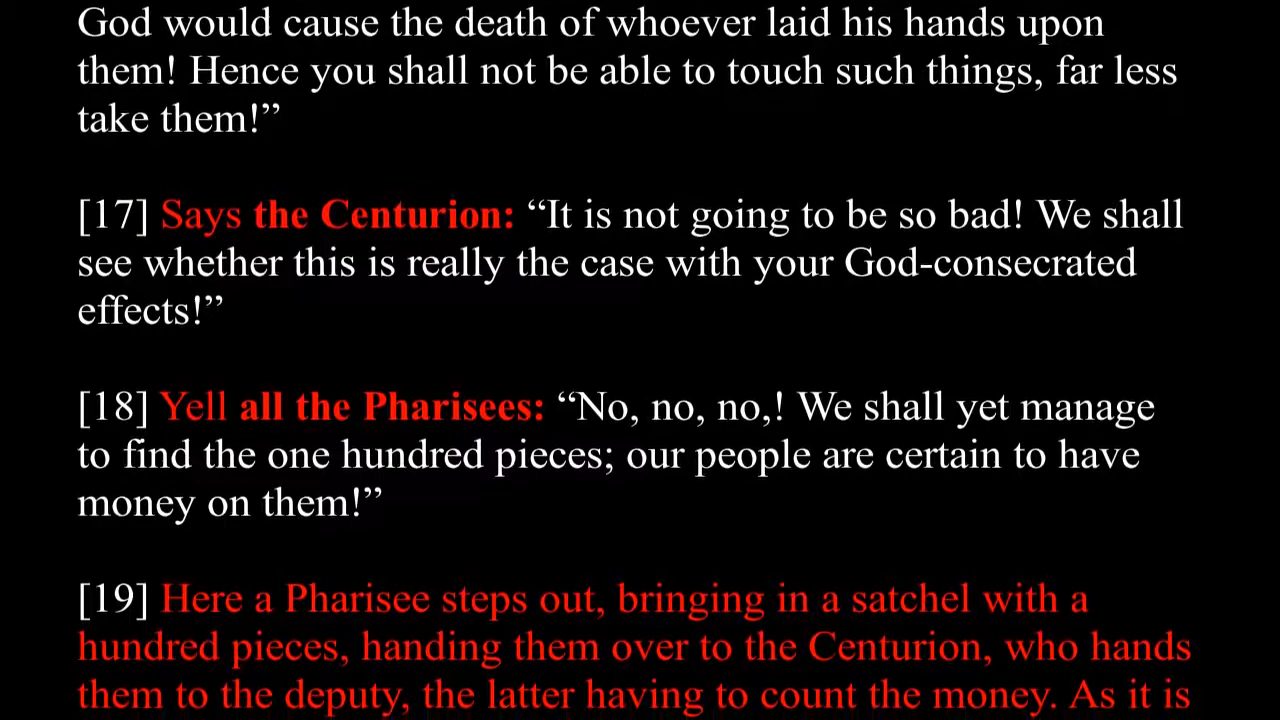 God would cause the death of whoever laid his hands upon
them! Hence you shall not be able to touch such things, far less
take them!”
[17] Says the Centurion: “It is not going to be so bad! We shall
see whether this is really the case with your God-consecrated
effects!”
[18] Yell all the Pharisees: “No, no, no,! We shall yet manage
to find the one hundred pieces; our people are certain to have
money on them!”
[19] Here a Pharisee steps out, bringing in a satchel with a
hundred pieces, handing them over to the Centurion, who hands
them to the deputy, the latter having to count the money. As it is